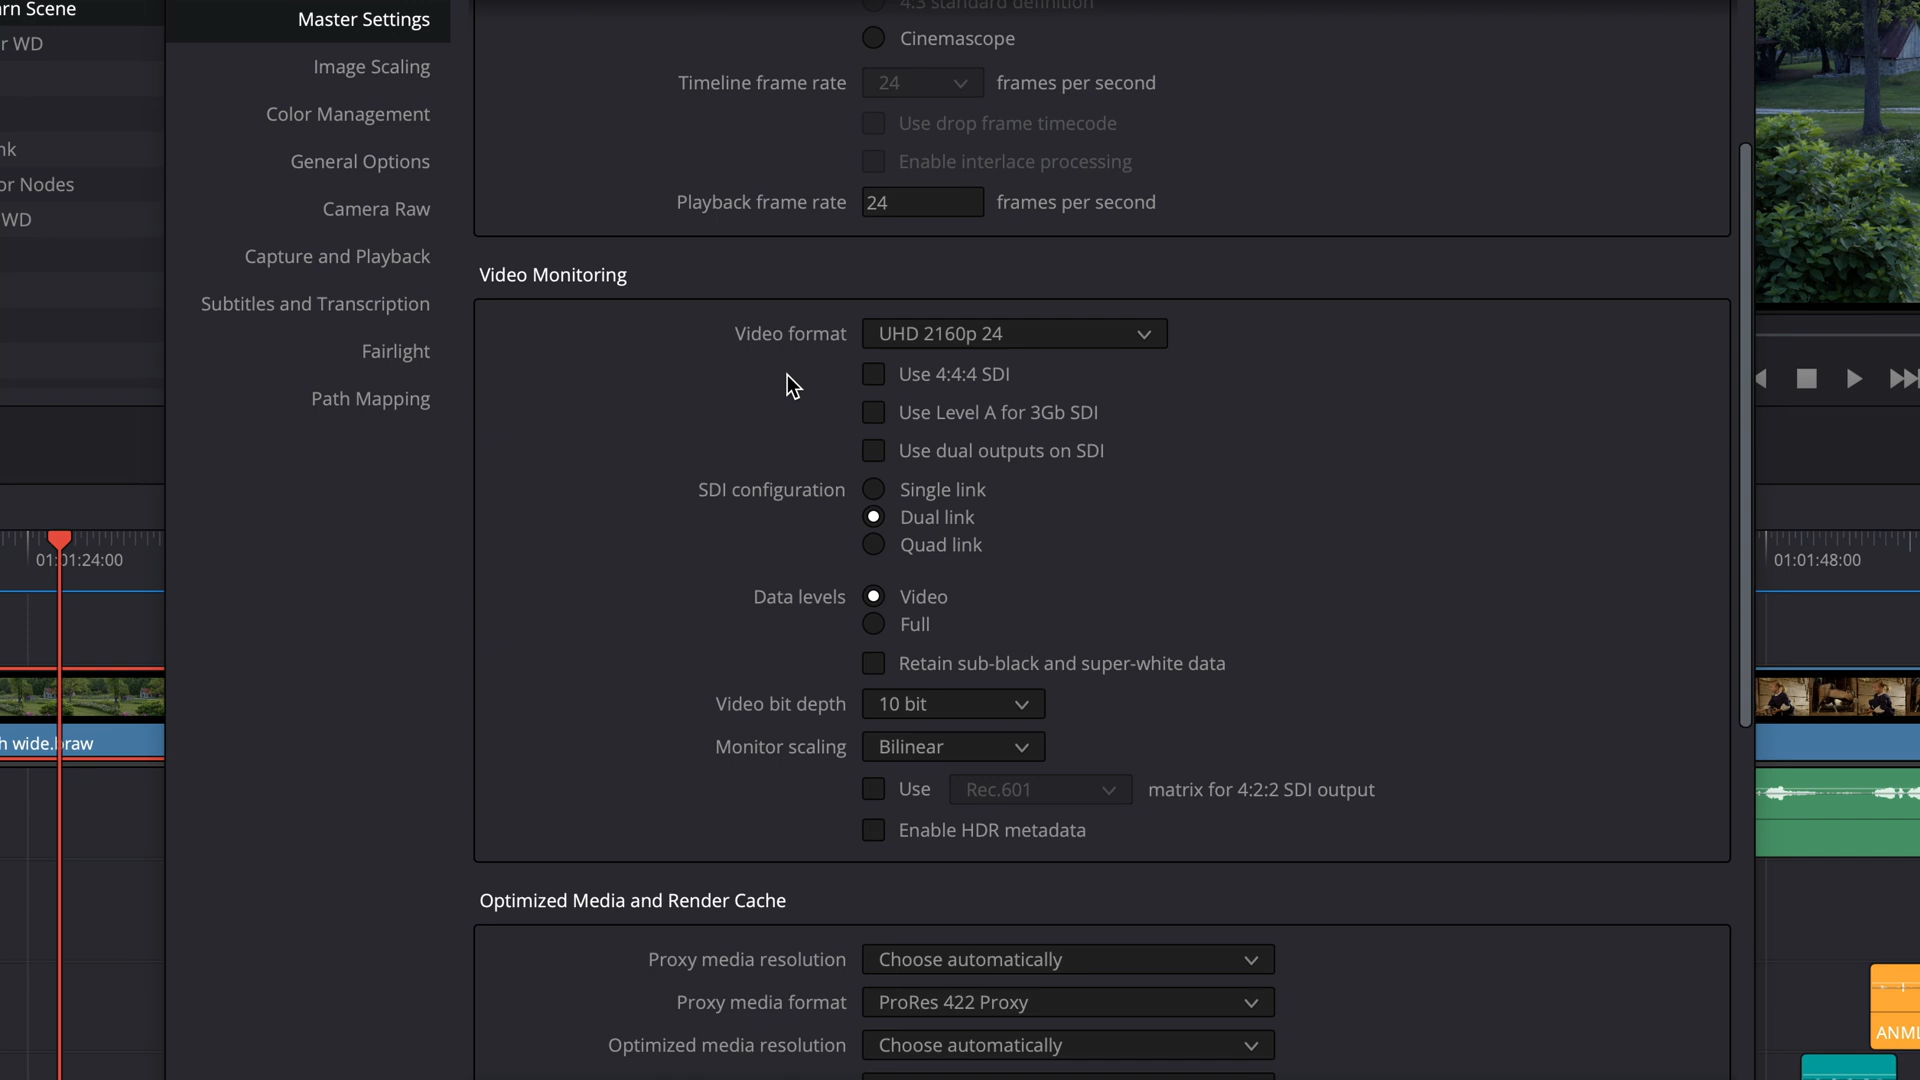 arn Scene
r WD
nk
or Nodes
WD
Master Settings
Image Scaling
Color Management
General Options
Camera Raw
Capture and Playback
Subtitles and Transcription
Fairlight
Path Mapping
4:3 standard definition
Cinemascope
Timeline frame rate 24 frames per second
Use drop frame timecode
Enable interlace processing
Playback frame rate 24 frames per second
Video Monitoring
Video format UHD 2160p 24
Use 4:4:4 SDI
Use Level A for 3Gb SDI
Use dual outputs on SDI
SDI configuration Single link
Dual link
Quad link
Data levels Video
Full
Retain sub-black and super-white data
Video bit depth 10 bit
Monitor scaling Bilinear
Use Rec.601 matrix for 4:2:2 SDI output
Enable HDR metadata
Optimized Media and Render Cache
Proxy media resolution Choose automatically
Proxy media format ProRes 422 Proxy
Optimized media resolution Choose automatically
01:01:24:00
h wide.braw
01:01:48:00
ANML